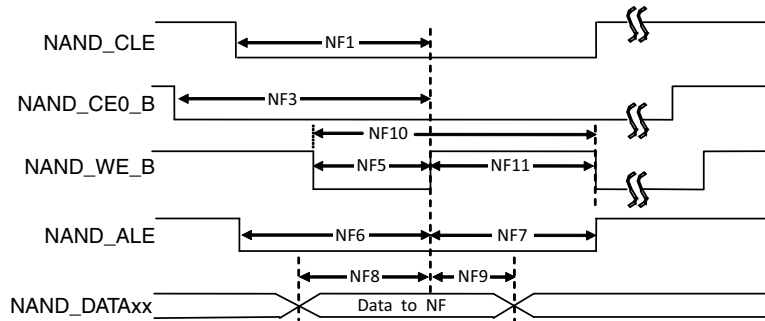 NAND_CLE
NF1
NAND_CE0_B
NF3
NF10
NAND_WE_B
NF5
NF11
NAND_ALE
NF6
NF7
NF8
NF9
NAND_DATAxx
Data to NF